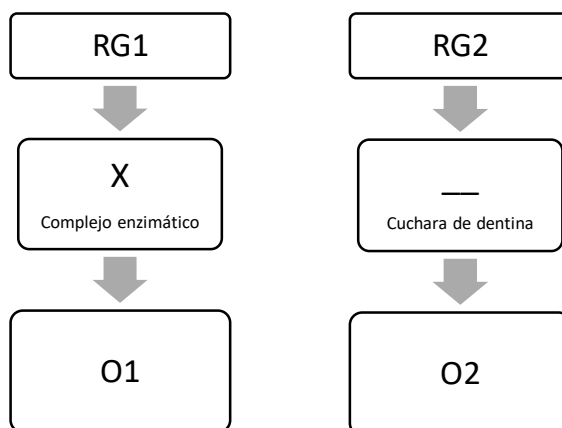 RG1
X
Complejo enzimático
O1
RG2
__
Cuchara de dentina
O2